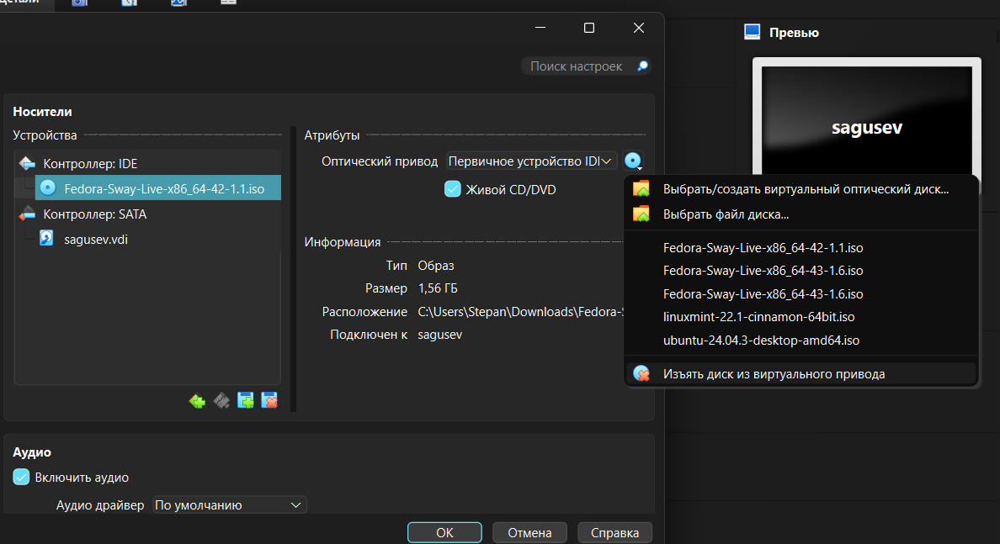 Детали
Поиск настроек
Превью
sagusev
Носители
Устройства
Контроллер: IDE
Fedora-Sway-Live-x86_64-42-1.1.iso
Контроллер: SATA
sagusev.vdi
Атрибуты
Оптический привод Первичное устройство IDI
Живой CD/DVD
Информация
Тип Образ
Размер 1,56 ГБ
Расположение C:\Users\Stepan\Downloads\Fedora-S
Подключен к sagusev
Выбрать/создать виртуальный оптический диск...
Выбрать файл диска...
Fedora-Sway-Live-x86_64-42-1.1.iso
Fedora-Sway-Live-x86_64-43-1.6.iso
Fedora-Sway-Live-x86_64-43-1.6.iso
linuxmint-22.1-cinnamon-64bit.iso
ubuntu-24.04.3-desktop-amd64.iso
Изъять диск из виртуального привода
Аудио
Включить аудио
Аудио драйвер По умолчанию
OK Отмена Справка